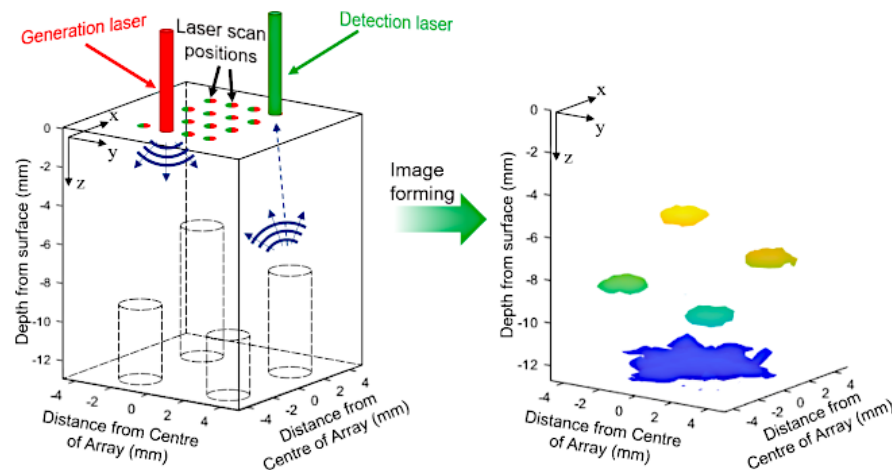 Generation laser
Laser scan
positions
Detection laser
x
y
z
0
-2
-4
-6
-8
-10
-12
Depth from surface (mm)
-4
-2
0
2
4
Distance from Centre
of Array (mm)
-4
-2
0
2
4
Distance from
Centre of Array (mm)
Image
forming
x
y
z
0
-2
-4
-6
-8
-10
-12
Depth from surface (mm)
-4
-2
0
2
4
Distance from Centre
of Array (mm)
-4
-2
0
2
4
Distance from
Centre of Array (mm)